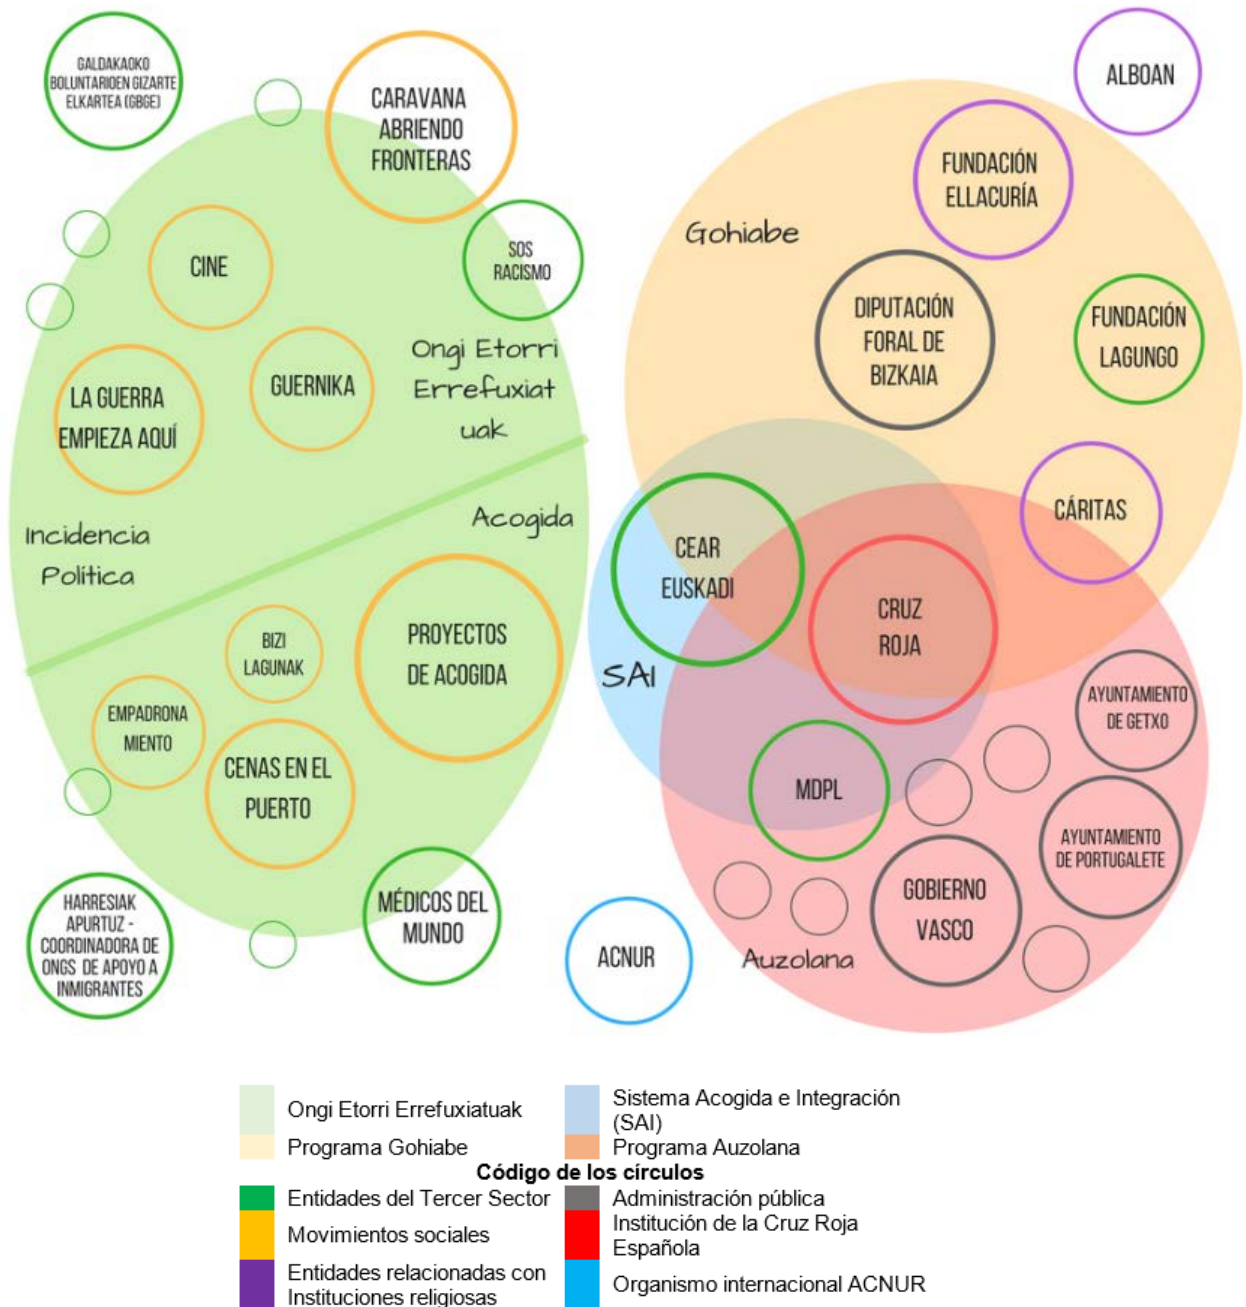 GALDAKAOKO
BOLUNTARIOEN GIZARTE
ELKARTEA (GBGE)
CARAVANA
ABRIENDO
FRONTERAS
CINE
SOS
RACISMO
LA GUERRA
EMPIEZA AQUÍ
GUERNIKA
Ongi Etorri
Errefuxiat
uak
Incidencia
Política
Acogida
BIZI
LAGUNAK
PROYECTOS
DE ACOGIDA
EMPADRONA
MIENTO
CENAS EN EL
PUERTO
HARRESIAK
APURTUZ -
COORDINADORA DE
ONGS DE APOYO A
INMIGRANTES
MÉDICOS DEL
MUNDO
ALBOAN
FUNDACIÓN
ELLACURÍA
Gohiabe
DIPUTACIÓN
FORAL DE
BIZKAIA
FUNDACIÓN
LAGUNGO
CÁRITAS
CEAR
EUSKADI
CRUZ
ROJA
SAI
AYUNTAMIENTO
DE GETXO
MDPL
AYUNTAMIENTO
DE PORTUGALETE
GOBIERNO
VASCO
ACNUR
Auzolana
Ongi Etorri Errefuxiatuak
Sistema Acogida e Integración
(SAI)
Programa Gohiabe
Programa Auzolana
Código de los círculos
Entidades del Tercer Sector
Administración pública
Movimientos sociales
Institución de la Cruz Roja
Española
Entidades relacionadas con
Instituciones religiosas
Organismo internacional ACNUR